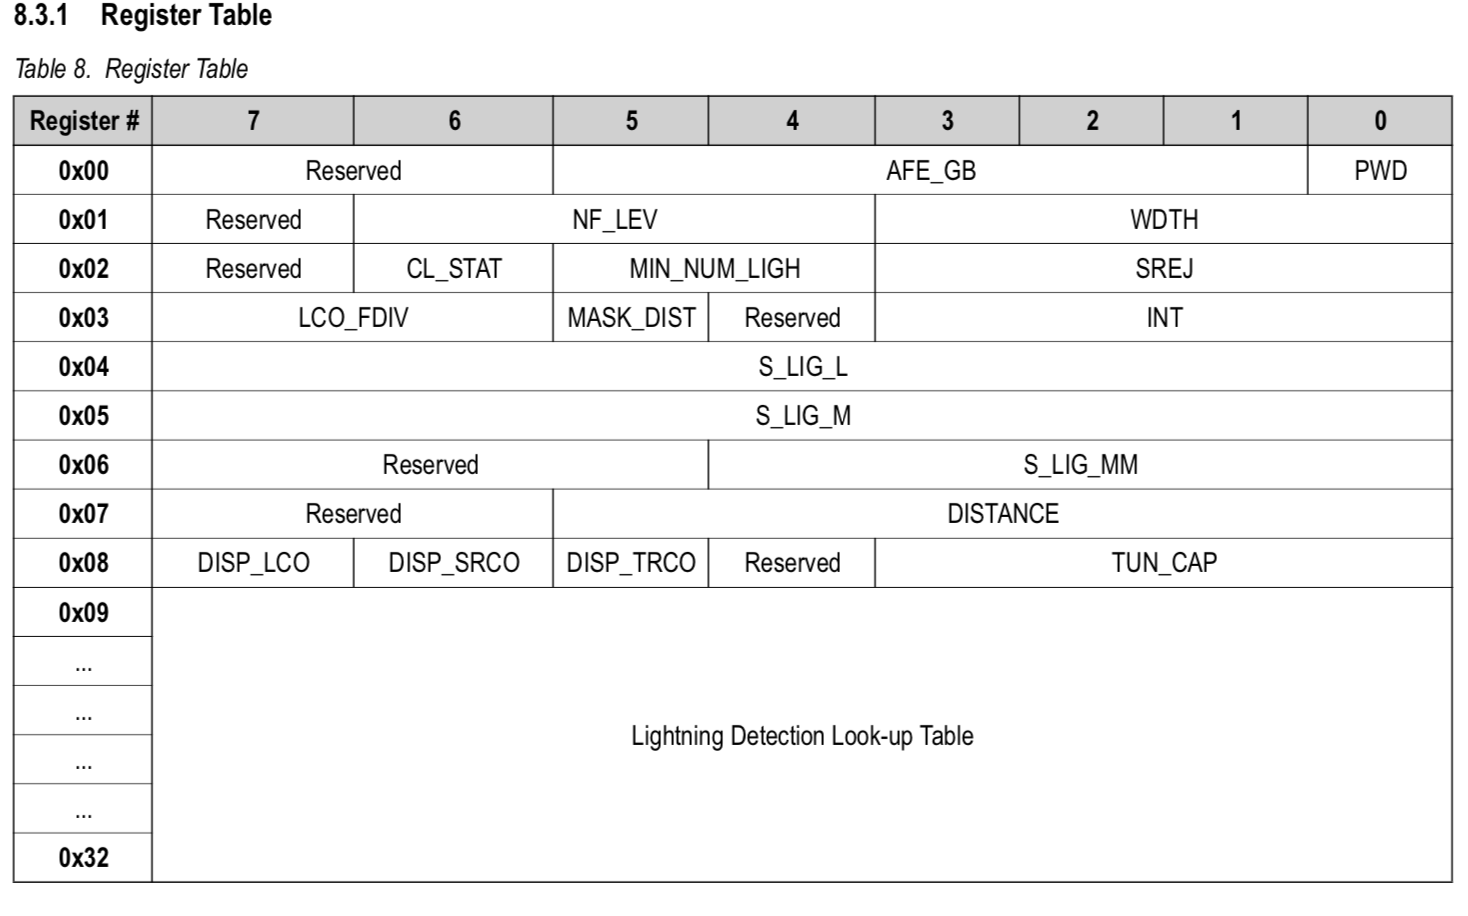 8.3.1 Register Table
Table 8. Register Table
Register # 7 6 5 4 3 2 1 0
0x00 Reserved AFE_GB PWD
0x01 Reserved NF_LEV WDTH
0x02 Reserved CL_STAT MIN_NUM_LIGH SREJ
0x03 LCO_FDIV MASK_DIST Reserved INT
0x04 S_LIG_L
0x05 S_LIG_M
0x06 Reserved S_LIG_MM
0x07 Reserved DISTANCE
0x08 DISP_LCO DISP_SRCO DISP_TRCO Reserved TUN_CAP
0x09
...
...
Lightning Detection Look-up Table
...
...
0x32